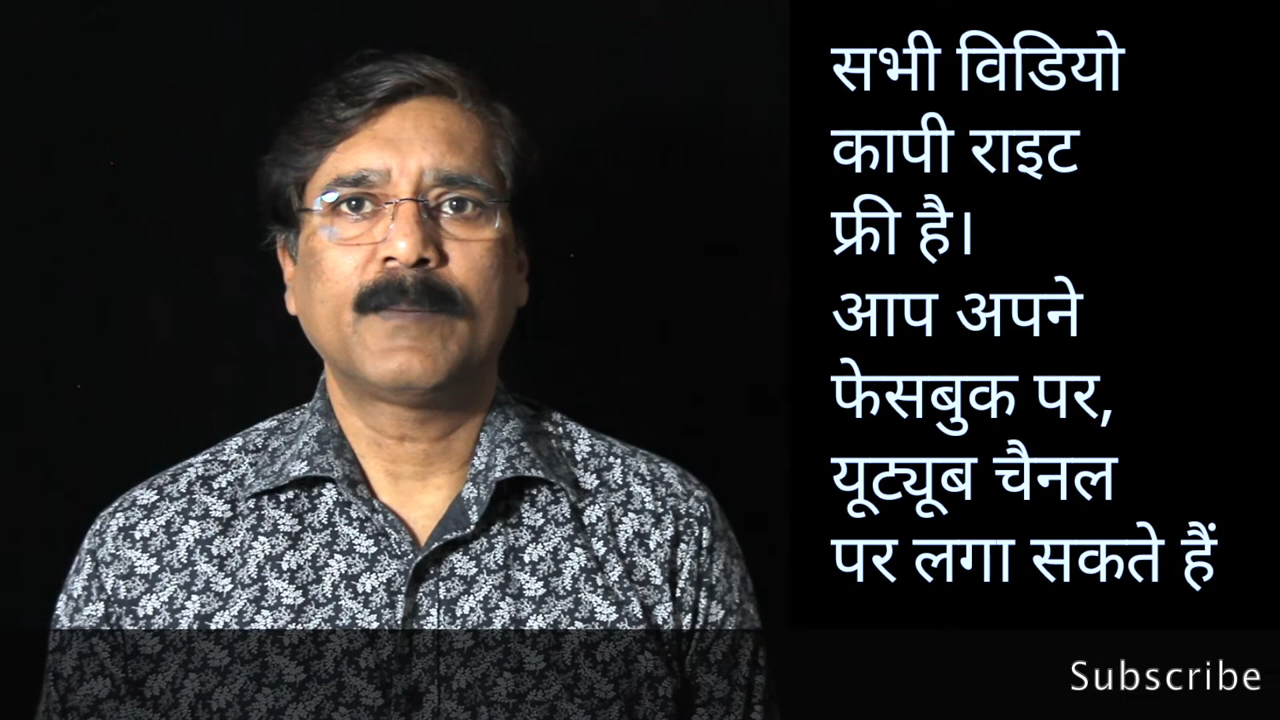 सभी विडियो
कापी राइट
फ्री है।
आप अपने
फेसबुक पर,
यूट्यूब चैनल
पर लगा सकते हैं
Subscribe